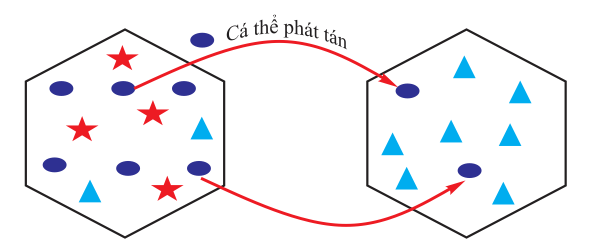 Cá thể phát tán